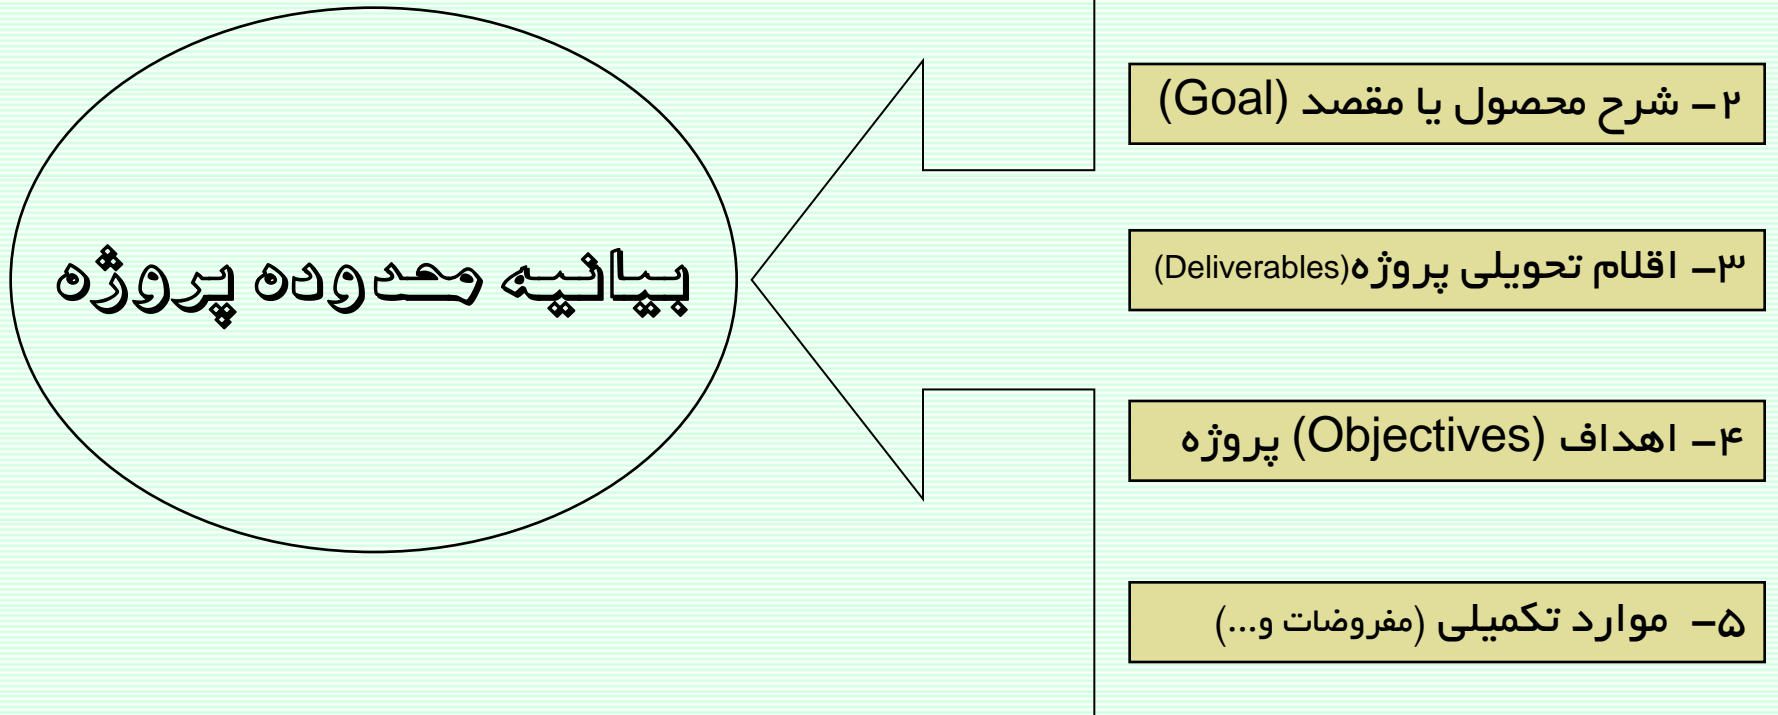 ۲- شرح محصول یا مقصد (Goal)
بیانیه محدوده پروژه
۳- اقلام تحویلی پروژه(Deliverables)
۴- اهداف (Objectives) پروژه
۵- موارد تکمیلی (مفروضات و...)